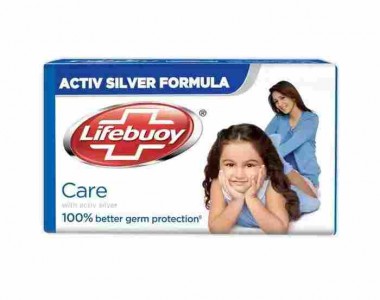 ACTIV SILVER FORMULA
Lifebuoy
Care
with activ silver
100% better germ protection